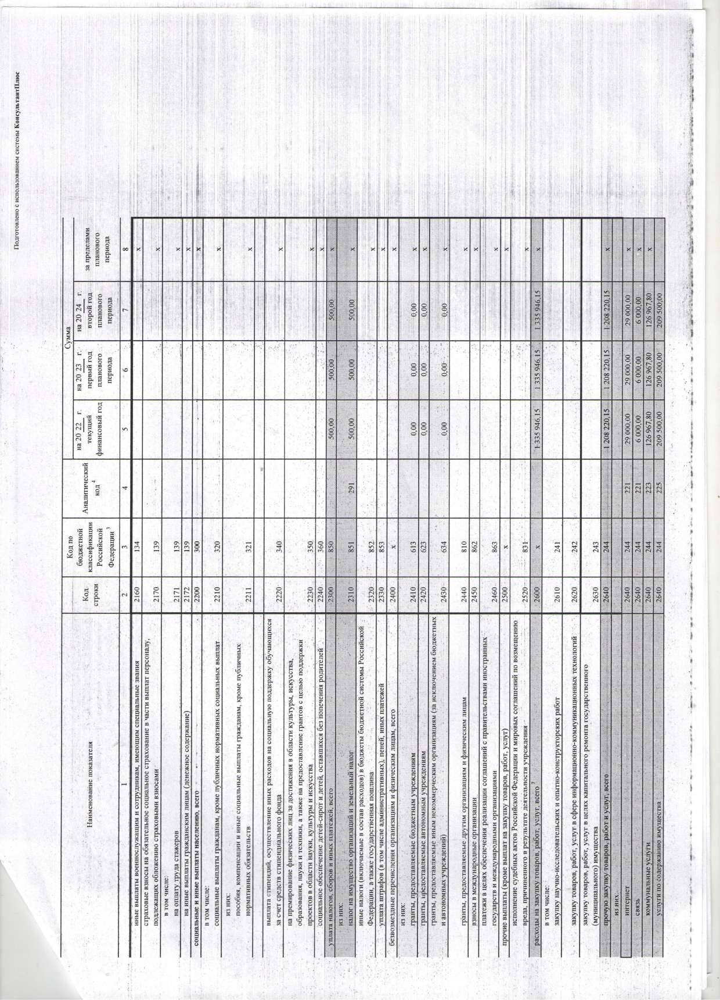 Подготовлено с использованием системы КонсультантПлюс
Наименование показателя
Код строки
Код по бюджетной классификации Российской Федерации 3
Аналитический код 4
Сумма
на 20 22 г. текущий финансовый год
на 20 23 г. первый год планового периода
на 20 24 г. второй год планового периода
за пределами планового периода
1 2 3 4 5 6 7 8
иные выплаты военнослужащим и сотрудникам, имеющим специальные звания 2160 134 x
страховые взносы на обязательное социальное страхование в части выплат персоналу,
подлежащих обложению страховыми взносами 2170 139 x
в том числе:
на оплату труда стажеров 2171 139 x
на иные выплаты гражданским лицам (денежное содержание) 2172 139 x
социальные и иные выплаты населению, всего 2200 300 x
в том числе:
социальные выплаты гражданам, кроме публичных нормативных социальных выплат 2210 320 x
из них:
пособия, компенсации и иные социальные выплаты гражданам, кроме публичных
нормативных обязательств 2211 321 x
выплата стипендий, осуществление иных расходов на социальную поддержку обучающихся
за счет средств стипендиального фонда 2220 340 x
на премирование физических лиц за достижения в области культуры, искусства,
образования, науки и техники, а также на предоставление грантов с целью поддержки
проектов в области науки, культуры и искусства 2230 350 x
социальное обеспечение детей-сирот и детей, оставшихся без попечения родителей 2240 360 x
уплата налогов, сборов и иных платежей, всего 2300 850 500,00 500,00 500,00 x
из них:
налог на имущество организаций и земельный налог 2310 851 291 500,00 500,00 500,00 x
иные налоги (включаемые в состав расходов) в бюджеты бюджетной системы Российской
Федерации, а также государственная пошлина 2320 852 x
уплата штрафов (в том числе административных), пеней, иных платежей 2330 853 x
безвозмездные перечисления организациям и физическим лицам, всего 2400 x x
из них:
гранты, предоставляемые бюджетным учреждениям 2410 613 0,00 0,00 0,00 x
гранты, предоставляемые автономным учреждениям 2420 623 0,00 0,00 0,00 x
гранты, предоставляемые иным некоммерческим организациям (за исключением бюджетных
и автономных учреждений) 2430 634 0,00 0,00 0,00 x
гранты, предоставляемые другим организациям и физическим лицам 2440 810 x
взносы в международные организации 2450 862 x
платежи в целях обеспечения реализации соглашений с правительствами иностранных
государств и международными организациями 2460 863 x
прочие выплаты (кроме выплат на закупку товаров, работ, услуг) 2500 x x
исполнение судебных актов Российской Федерации и мировых соглашений по возмещению
вреда, причиненного в результате деятельности учреждения 2520 831 x
расходы на закупку товаров, работ, услуг, всего 7 2600 x 1 335 946,15 1 335 946,15 1 335 946,15 x
в том числе:
закупку научно-исследовательских и опытно-конструкторских работ 2610 241
закупку товаров, работ, услуг в сфере информационно-коммуникационных технологий 2620 242
закупку товаров, работ, услуг в целях капитального ремонта государственного
(муниципального) имущества 2630 243
прочую закупку товаров, работ и услуг, всего 2640 244 1 208 220,15 1 208 220,15 1 208 220,15 x
из них:
интернет 2640 244 221 29 000,00 29 000,00 29 000,00 x
связь 2640 244 221 6 000,00 6 000,00 6 000,00 x
коммунальные услуги 2640 244 223 126 967,80 126 967,80 126 967,80 x
услуги по содержанию имущества 2640 244 225 209 500,00 209 500,00 209 500,00